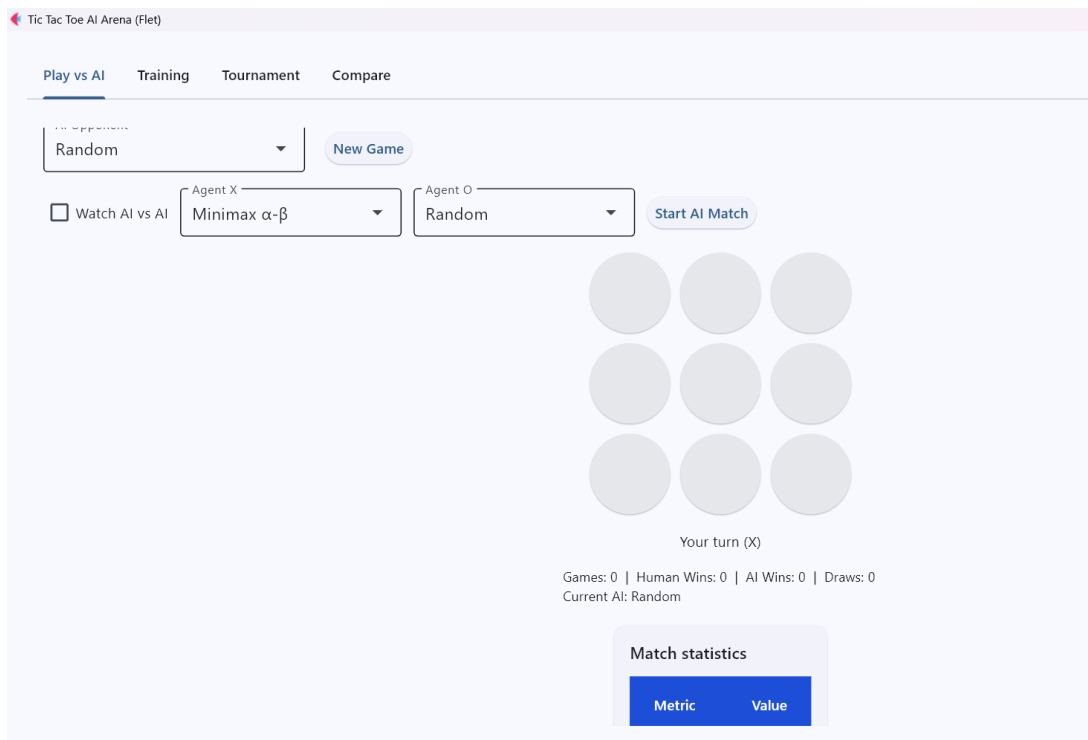 Tic Tac Toe AI Arena (Flet)
Play vs AI Training Tournament Compare
AI Opponent
Random New Game
Agent X Agent O
Watch AI vs AI Minimax α-β Random Start AI Match
Your turn (X)
Games: 0 | Human Wins: 0 | AI Wins: 0 | Draws: 0
Current AI: Random
Match statistics
Metric Value